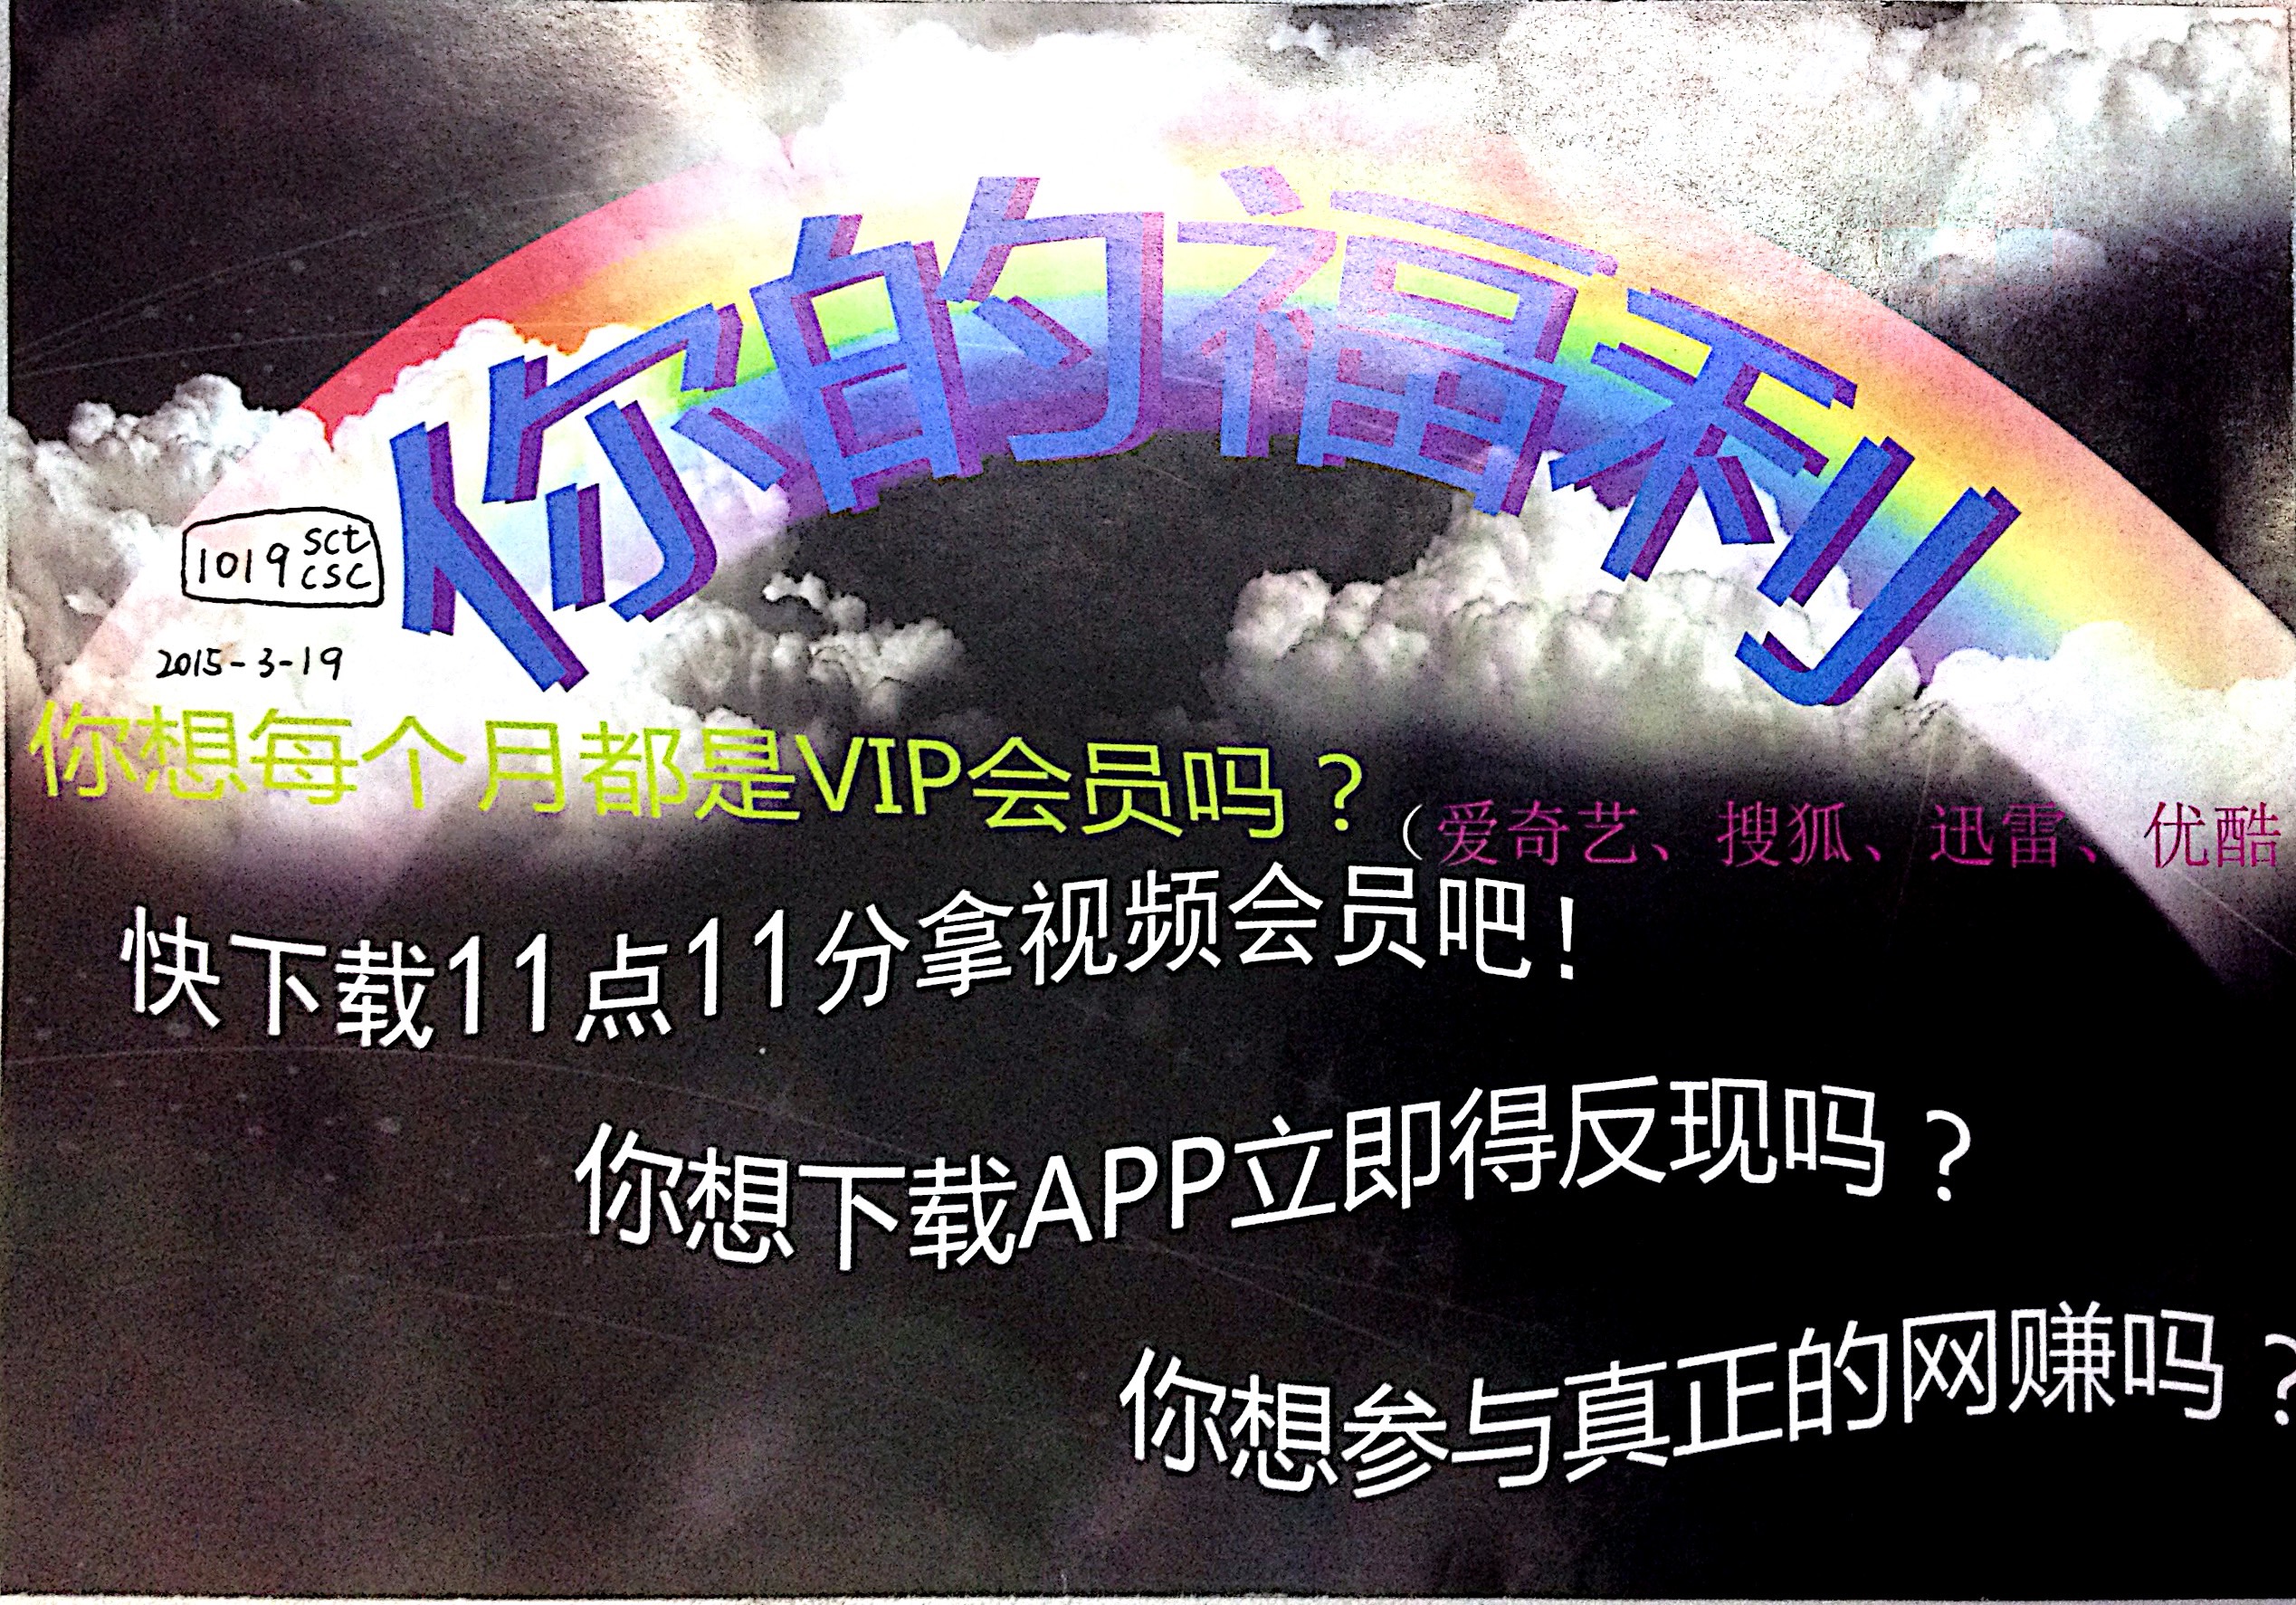 你的福利
1019 sct
csc
2015-3-19
你想每个月都是VIP会员吗？
（爱奇艺、搜狐、迅雷、优酷
快下载11点11分拿视频会员吧！
你想下载APP立即得反现吗？
你想参与真正的网赚吗？